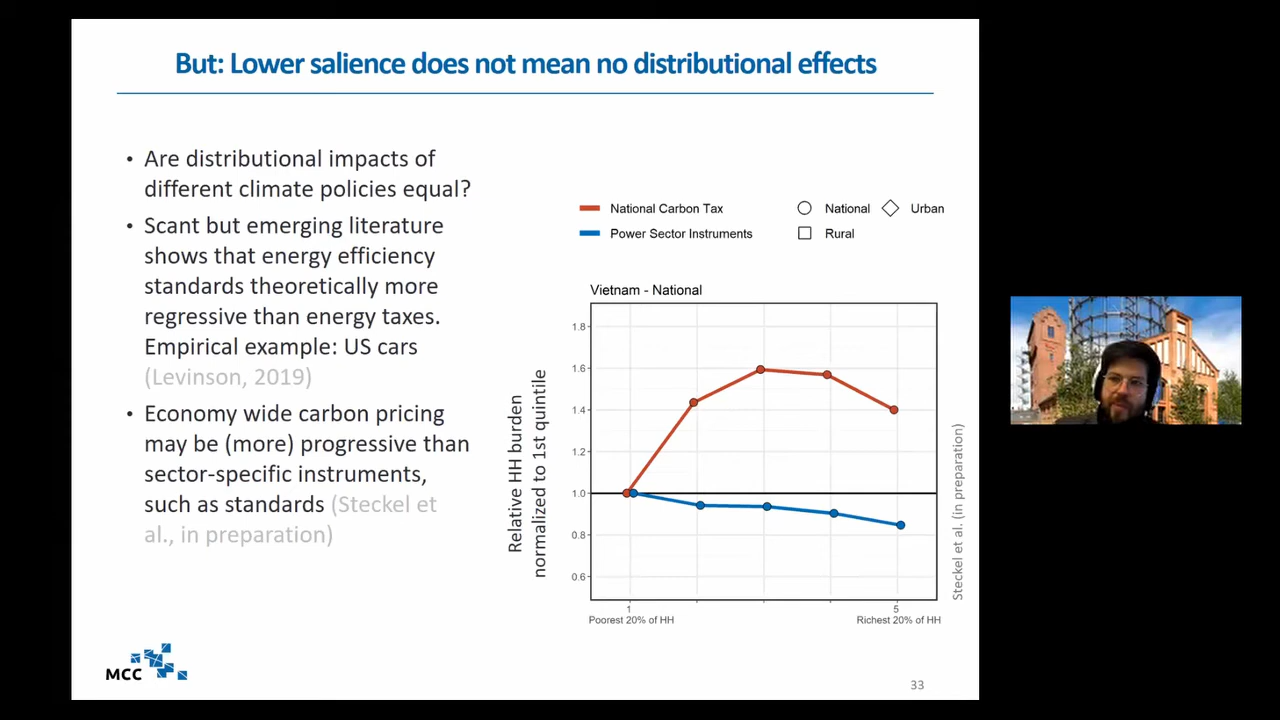 But: Lower salience does not mean no distributional effects
• Are distributional impacts of
different climate policies equal?
• Scant but emerging literature
shows that energy efficiency
standards theoretically more
regressive than energy taxes.
Empirical example: US cars
(Levinson, 2019)
• Economy wide carbon pricing
may be (more) progressive than
sector-specific instruments,
such as standards (Steckel et
al., in preparation)
National Carbon Tax
National
Urban
Power Sector Instruments
Rural
Vietnam - National
Relative HH burden
normalized to 1st quintile
1.8
1.6
1.4
1.2
1.0
0.8
0.6
1
5
Poorest 20% of HH
Richest 20% of HH
Steckel et al. (in preparation)
MCC
33